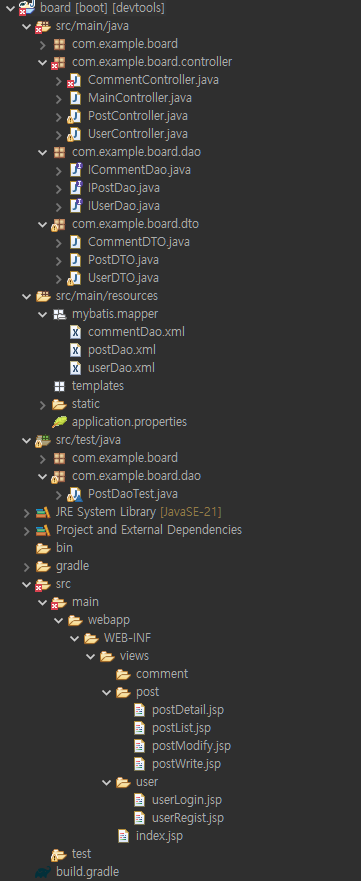 board [boot] [devtools]
src/main/java
com.example.board
com.example.board.controller
CommentController.java
MainController.java
PostController.java
UserController.java
com.example.board.dao
ICommentDao.java
IPostDao.java
IUserDao.java
com.example.board.dto
CommentDTO.java
PostDTO.java
UserDTO.java
src/main/resources
mybatis.mapper
commentDao.xml
postDao.xml
userDao.xml
templates
static
application.properties
src/test/java
com.example.board
com.example.board.dao
PostDaoTest.java
JRE System Library [JavaSE-21]
Project and External Dependencies
bin
gradle
src
main
webapp
WEB-INF
views
comment
post
postDetail.jsp
postList.jsp
postModify.jsp
postWrite.jsp
user
userLogin.jsp
userRegist.jsp
index.jsp
test
build.gradle